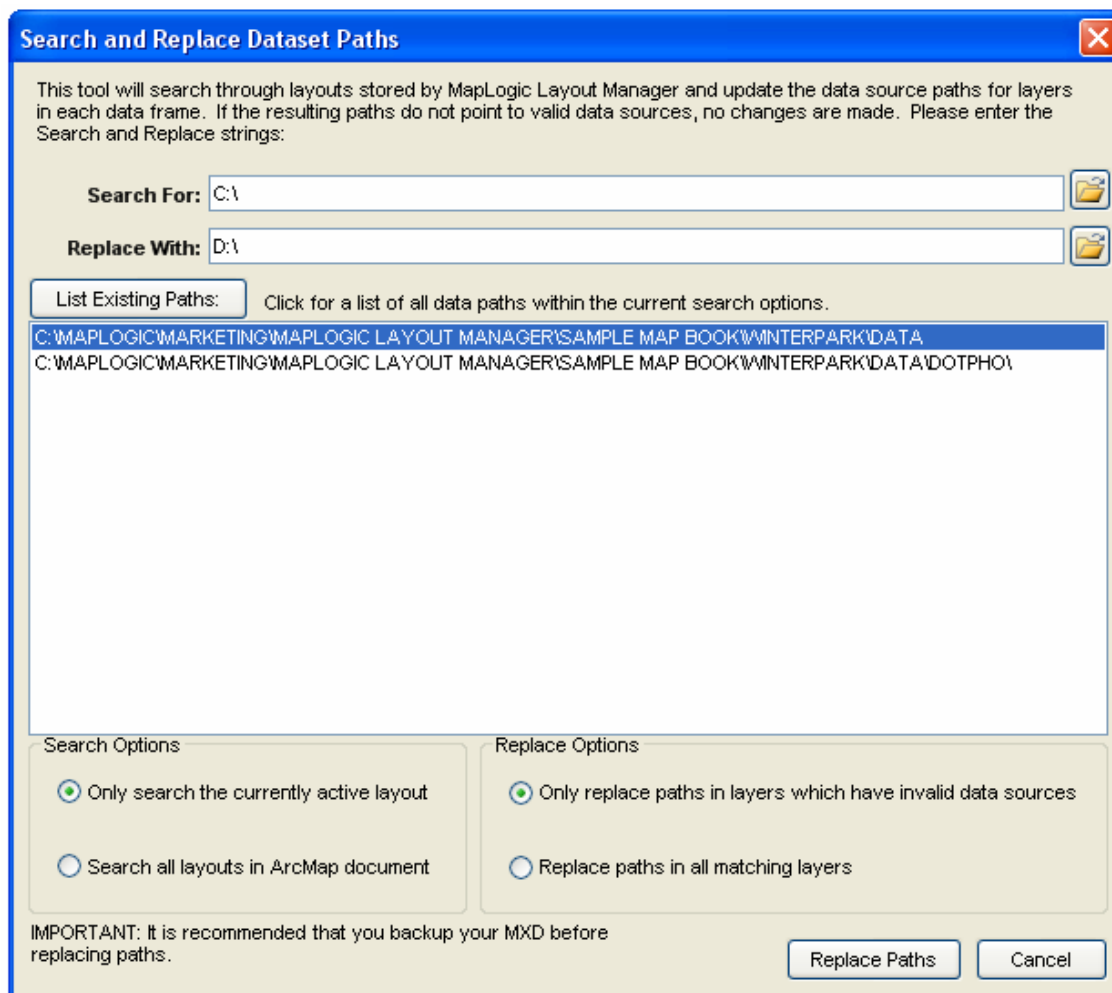 Search and Replace Dataset Paths
This tool will search through layouts stored by MapLogic Layout Manager and update the data source paths for layers
in each data frame. If the resulting paths do not point to valid data sources, no changes are made. Please enter the
Search and Replace strings:
Search For: C:\
Replace With: D:\
List Existing Paths: Click for a list of all data paths within the current search options.
C:\MAPLOGIC\MARKETING\MAPLOGIC LAYOUT MANAGER\SAMPLE MAP BOOK\WINTERPARK\DATA
C:\MAPLOGIC\MARKETING\MAPLOGIC LAYOUT MANAGER\SAMPLE MAP BOOK\WINTERPARK\DATA\DOTPHO\
Search Options
Only search the currently active layout
Search all layouts in ArcMap document
Replace Options
Only replace paths in layers which have invalid data sources
Replace paths in all matching layers
IMPORTANT: It is recommended that you backup your MXD before
replacing paths.
Replace Paths
Cancel